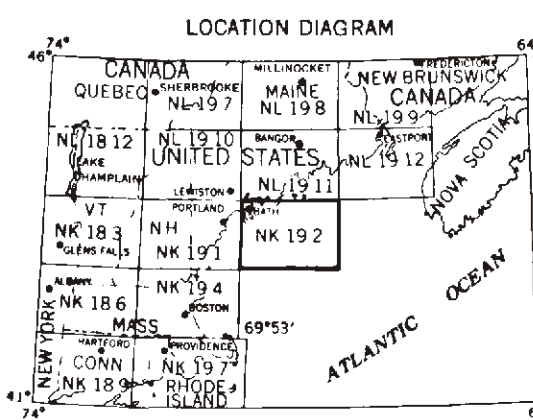 LOCATION DIAGRAM
74°
64
46°
CANADA
QUEBEC
SHERBROOKE
NL 19 7
MILLINOCKET
MAINE
NL 19 8
FREDERICTON
NEW BRUNSWICK
CANADA
NL 19 9
NL 18 12
LAKE
CHAMPLAIN
NL 19 10
UNITED STATES
BANGOR
NL 19 11
EASTPORT
NL 19 12
NOVA SCOTIA
LEWISTON
PORTLAND
BATH
VT
NK 18 3
GLENS FALLS
NH
NK 19 1
NK 19 2
ALBANY
NK 18 6
NK 19 4
BOSTON
MASS
69°53'
ATLANTIC OCEAN
NEW YORK
HARTFORD
CONN
NK 18 9
PROVIDENCE
NK 19 7
RHODE
ISLAND
41°
74°
6